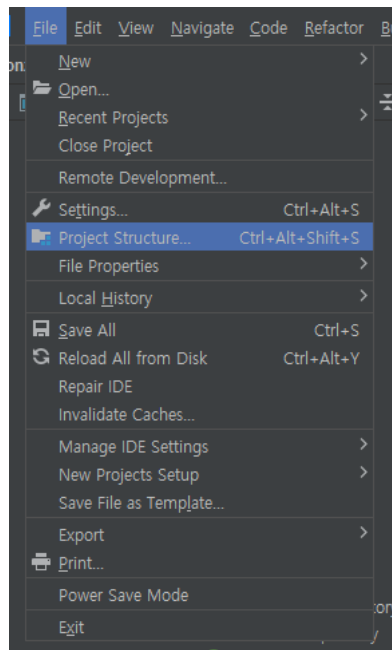 File Edit View Navigate Code Refactor B
on:
New
Open...
Recent Projects
Close Project
Remote Development...
Settings... Ctrl+Alt+S
Project Structure... Ctrl+Alt+Shift+S
File Properties
Local History
Save All Ctrl+S
Reload All from Disk Ctrl+Alt+Y
Repair IDE
Invalidate Caches...
Manage IDE Settings
New Projects Setup
Save File as Template...
Export
Print...
Power Save Mode
tory
Exit